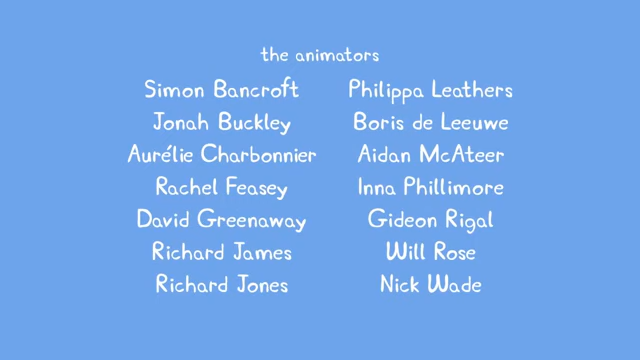 the animators
Simon Bancroft
Jonah Buckley
Aurélie Charbonnier
Rachel Feasey
David Greenaway
Richard James
Richard Jones
Philippa Leathers
Boris de Leeuwe
Aidan McAteer
Inna Phillimore
Gideon Rigal
Will Rose
Nick Wade